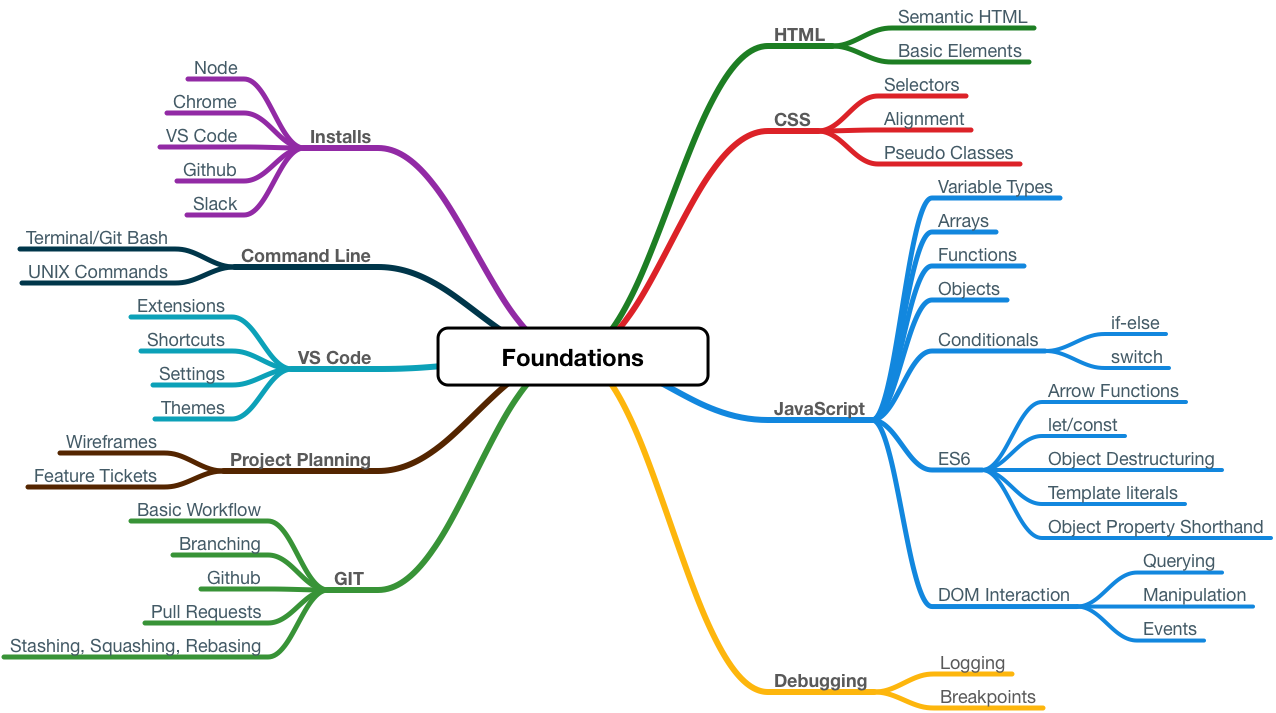 Foundations
Installs
Node
Chrome
VS Code
Github
Slack
Command Line
Terminal/Git Bash
UNIX Commands
VS Code
Extensions
Shortcuts
Settings
Themes
Project Planning
Wireframes
Feature Tickets
GIT
Basic Workflow
Branching
Github
Pull Requests
Stashing, Squashing, Rebasing
HTML
Semantic HTML
Basic Elements
CSS
Selectors
Alignment
Pseudo Classes
JavaScript
Variable Types
Arrays
Functions
Objects
Conditionals
if-else
switch
ES6
Arrow Functions
let/const
Object Destructuring
Template literals
Object Property Shorthand
DOM Interaction
Querying
Manipulation
Events
Debugging
Logging
Breakpoints